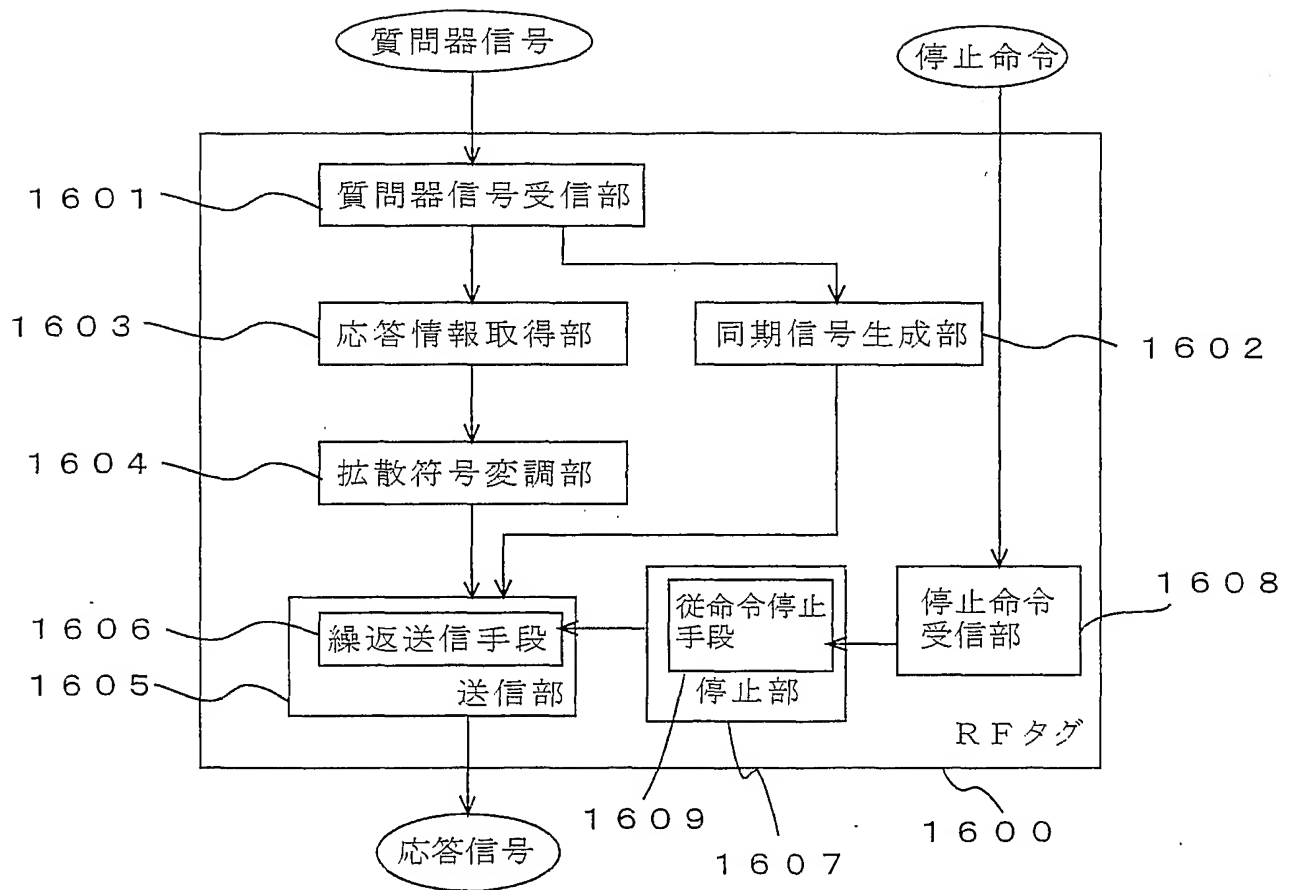 質問器信号
停止命令
1601
質問器信号受信部
1603
応答情報取得部
同期信号生成部
1602
1604
拡散符号変調部
1606
繰返送信手段
1605
送信部
従命令停止
手段
停止部
停止命令
受信部
1608
RFタグ
1609
1607
1600
応答信号